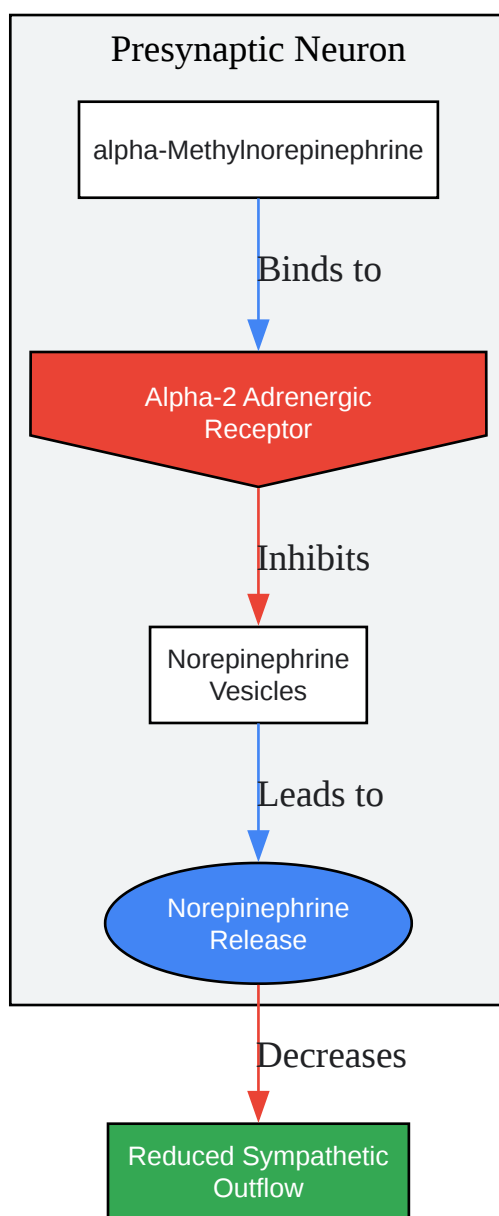 Presynaptic Neuron
alpha-Methylnorepinephrine
Binds to
Alpha-2 Adrenergic
Receptor
Inhibits
Norepinephrine
Vesicles
Leads to
Norepinephrine
Release
Decreases
Reduced Sympathetic
Outflow